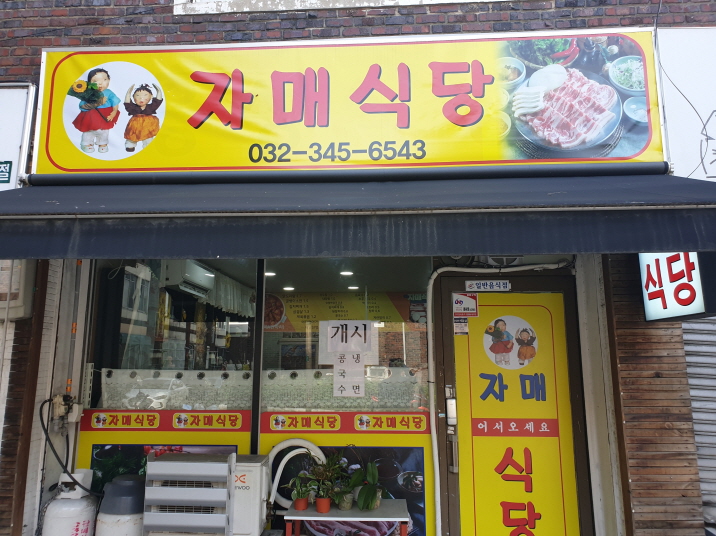 자매식당
032-345-6543
식당
일반음식점
개시
콩 냉
국
수 면
자매식당 자매식당 자매식당 자매식당
자매
어서오세요
식당